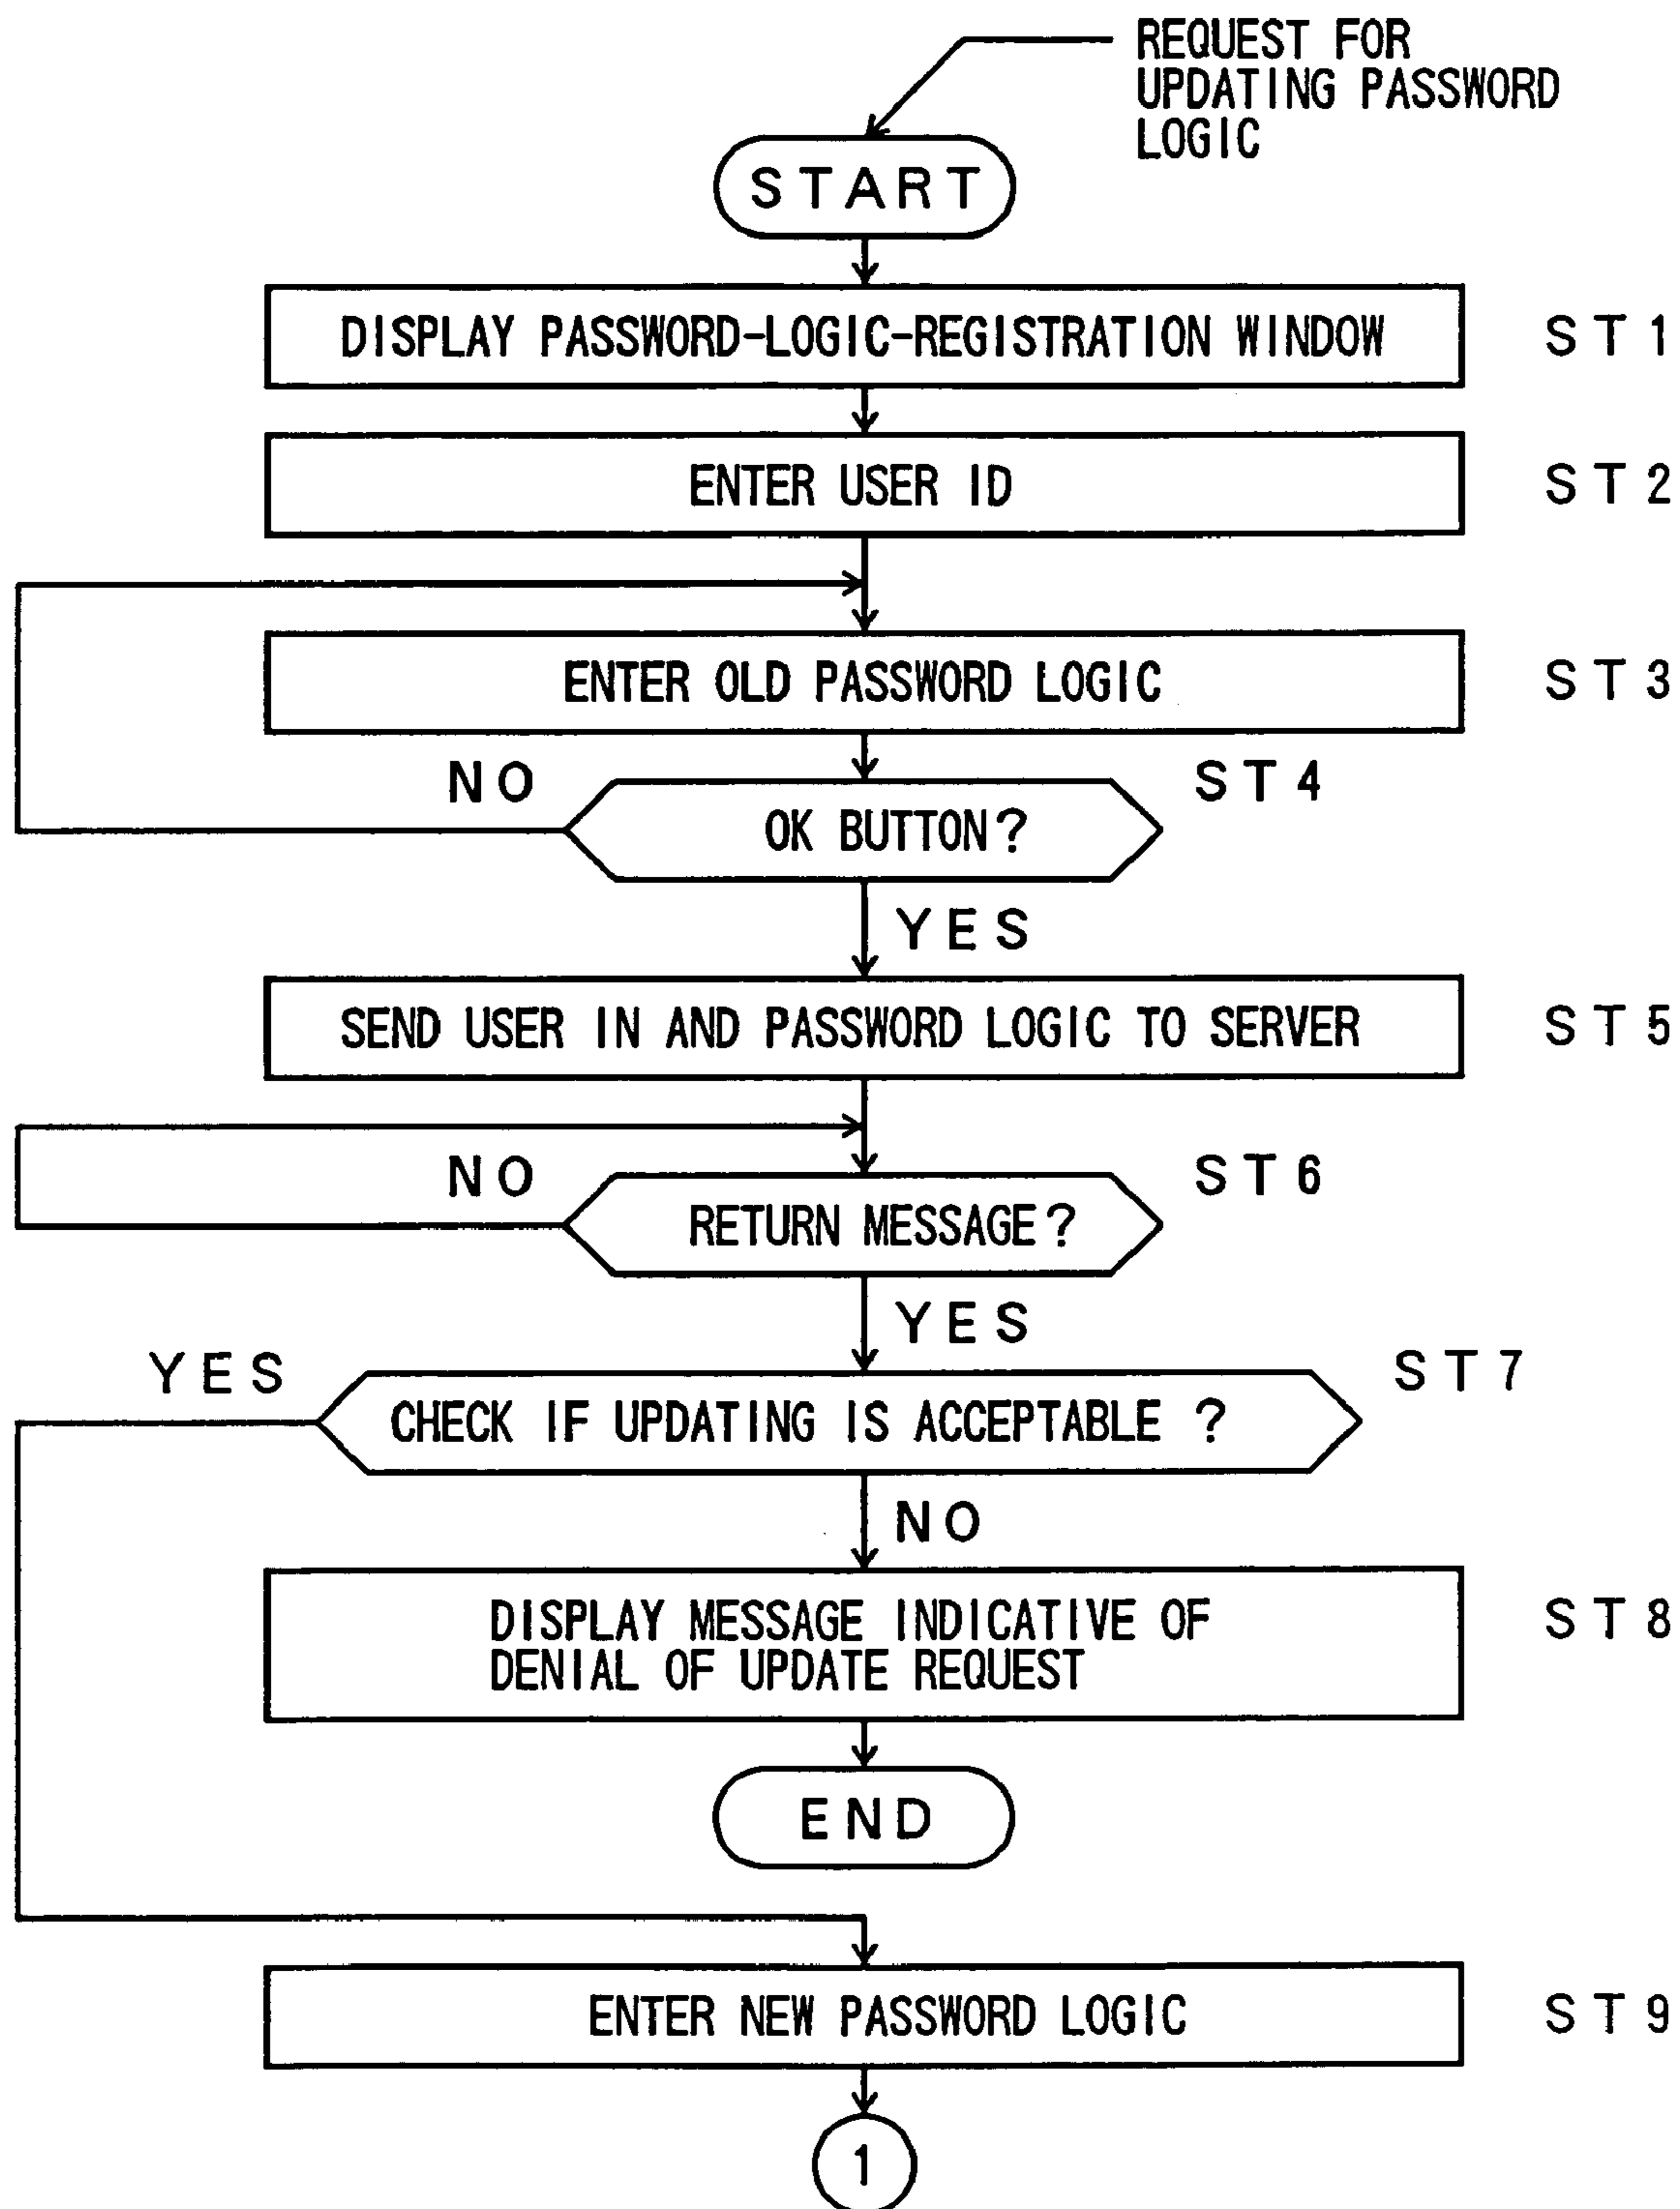 REQUEST FOR
UPDATING PASSWORD
LOGIC
START
DISPLAY PASSWORD-LOGIC-REGISTRATION WINDOW
ST1
ENTER USER ID
ST2
ENTER OLD PASSWORD LOGIC
ST3
NO
OK BUTTON?
ST4
YES
SEND USER IN AND PASSWORD LOGIC TO SERVER
ST5
NO
RETURN MESSAGE?
ST6
YES
YES
CHECK IF UPDATING IS ACCEPTABLE ?
ST7
NO
DISPLAY MESSAGE INDICATIVE OF
DENIAL OF UPDATE REQUEST
ST8
END
ENTER NEW PASSWORD LOGIC
ST9
1